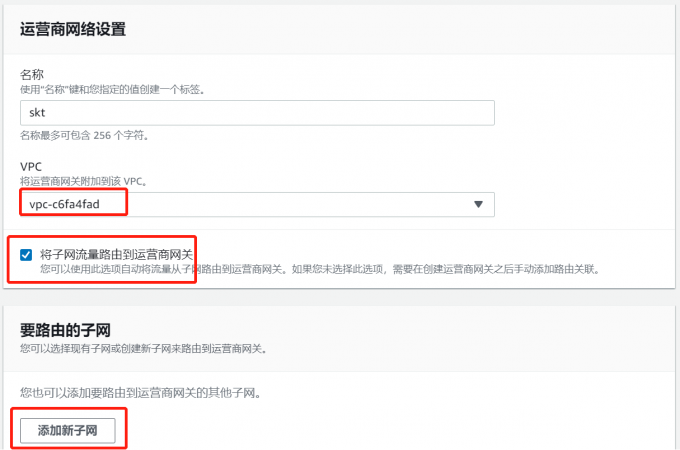 运营商网络设置
名称
使用"名称"键和您指定的值创建一个标签。
skt
名称最多可包含 256 个字符。
VPC
将运营商网关附加到该 VPC。
vpc-c6fa4fad
将子网流量路由到运营商网关
您可以使用此选项自动将流量从子网路由到运营商网关。如果您未选择此选项，需要在创建运营商网关之后手动添加路由关联。
要路由的子网
您可以选择现有子网或创建新子网来路由到运营商网关。
您也可以添加要路由到运营商网关的其他子网。
添加新子网